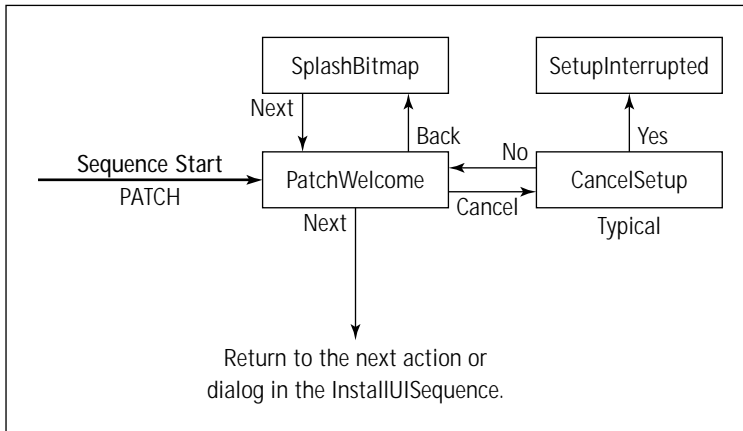 SplashBitmap
SetupInterrupted
Next
Back
Yes
Sequence Start
PATCH
PatchWelcome
No
Cancel
CancelSetup
Typical
Next
Return to the next action or
dialog in the InstallUISequence.